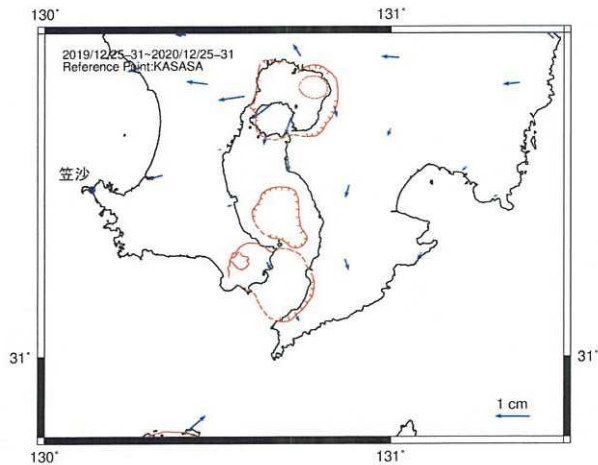 130° 131°
2019/12/25-31~2020/12/25-31
Reference Point:KASASA
笠沙
31° 31°
1 cm
130° 131°